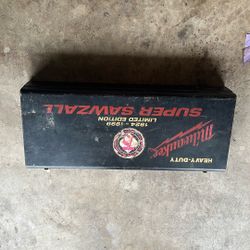 HEAVY-DUTY
Milwaukee
SUPER SAWZALL
LIMITED EDITION
1924-1999